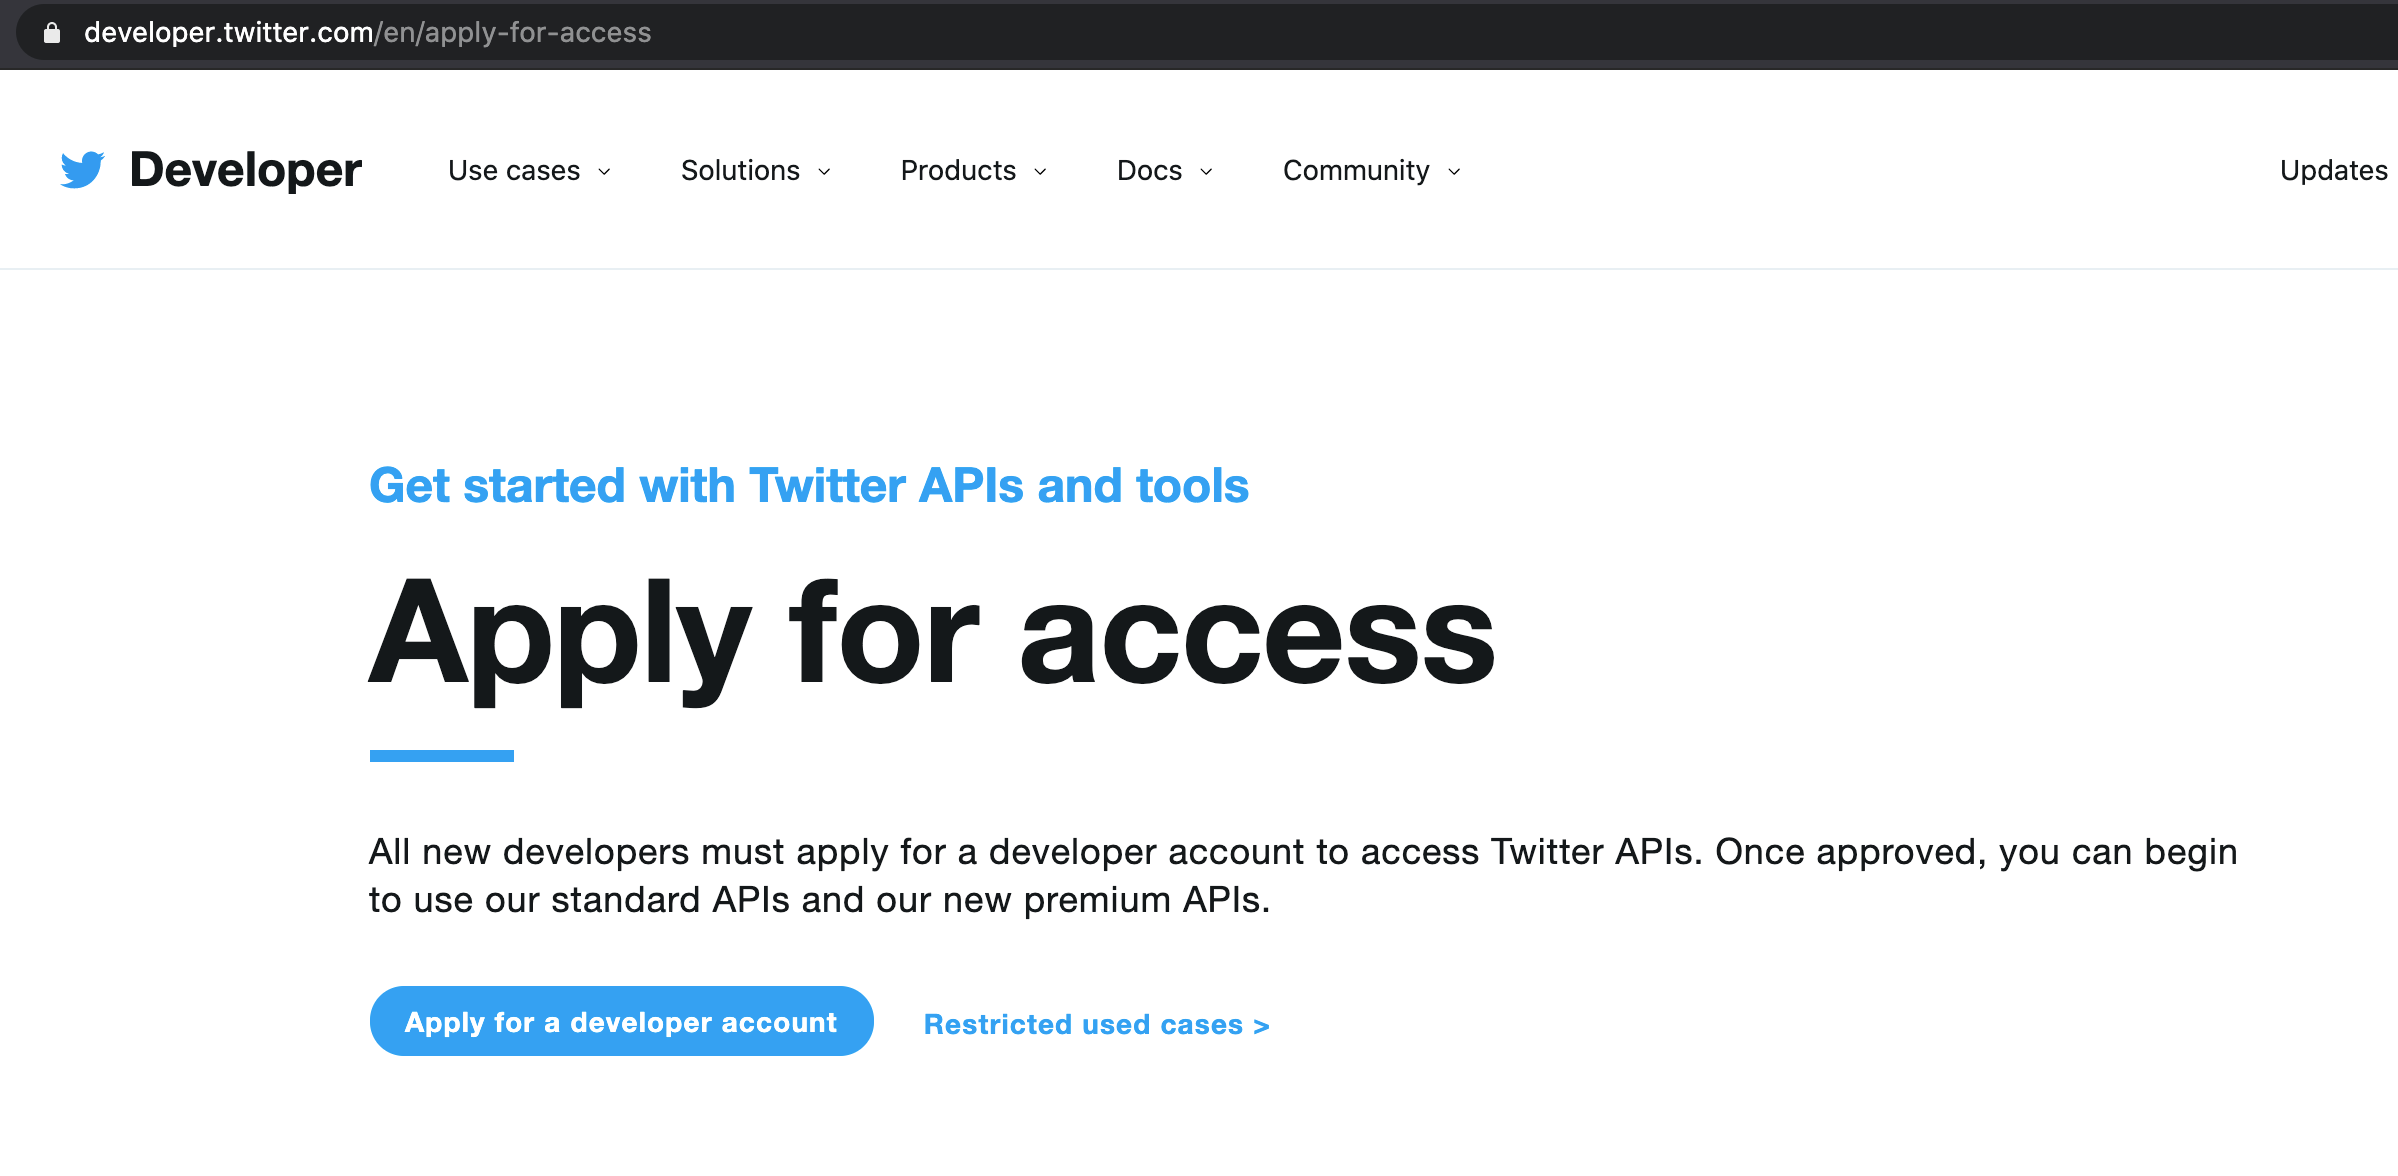 developer.twitter.com/en/apply-for-access
Developer Use cases Solutions Products Docs Community Updates
Get started with Twitter APIs and tools
Apply for access
All new developers must apply for a developer account to access Twitter APIs. Once approved, you can begin
to use our standard APIs and our new premium APIs.
Apply for a developer account Restricted used cases >